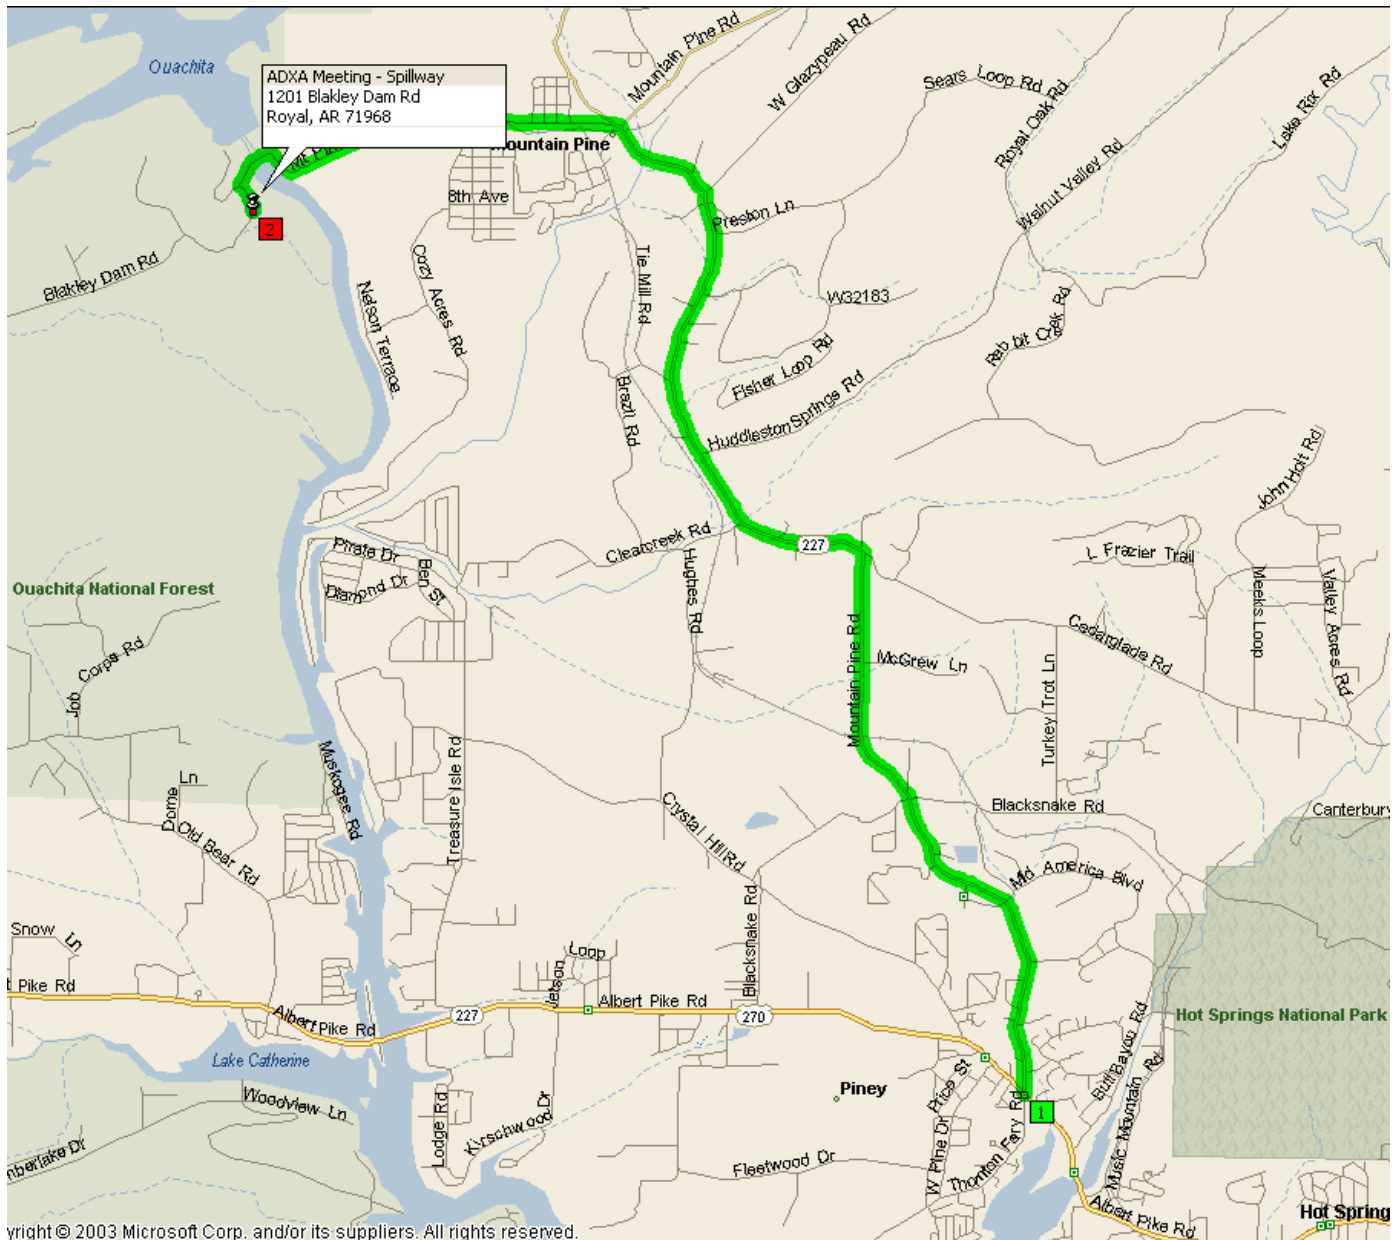 Mountain Pine Rd
W Glazypeau Rd
Sears Loop Rd
Royal Oak Rd
Lake Rix Rd
Ouachita
ADXA Meeting - Spillway
1201 Blakley Dam Rd
Royal, AR 71968
Mt Pine
Mountain Pine
Walnut Valley Rd
8th Ave
Preston Ln
3
2
Blakley Dam Rd
Cozy Acres Rd
Tie Mill Rd
Nelson Terrace
W32183
Rabbit Crek Rd
Fisher Loop Rd
Brazil Rd
Huddleston Springs Rd
John Holt Rd
Clearcreek Rd
227
Pirate Dr
Diamond Dr
Ben St
Hughes Rd
L Frazier Trail
Meeks Loop
Valley Acres Rd
Ouachita National Forest
Job Corps Rd
Mountain Pine Rd
McGrew Ln
Cedarglade Rd
Turkey Trot Ln
Muskogee Rd
Treasure Isle Rd
Dome Ln
Old Bear Rd
Crystal Hill Rd
Blacksnake Rd
Canterbury
Mid America Blvd
Snow Ln
Blacksnake Rd
Jetson Loop
t Pike Rd
Albert Pike Rd
227
Albert Pike Rd
270
Hot Springs National Park
Lake Catherine
Bull Bayou Rd
Music Mountain Rd
Price St
Piney
1
Woodview Ln
Lodge Rd
Kirschwood Dr
W Pine Dr
Thornton Fery Rd
mberlake Dr
Fleetwood Dr
Albert Pike Rd
Hot Spring
yright © 2003 Microsoft Corp. and/or its suppliers. All rights reserved.